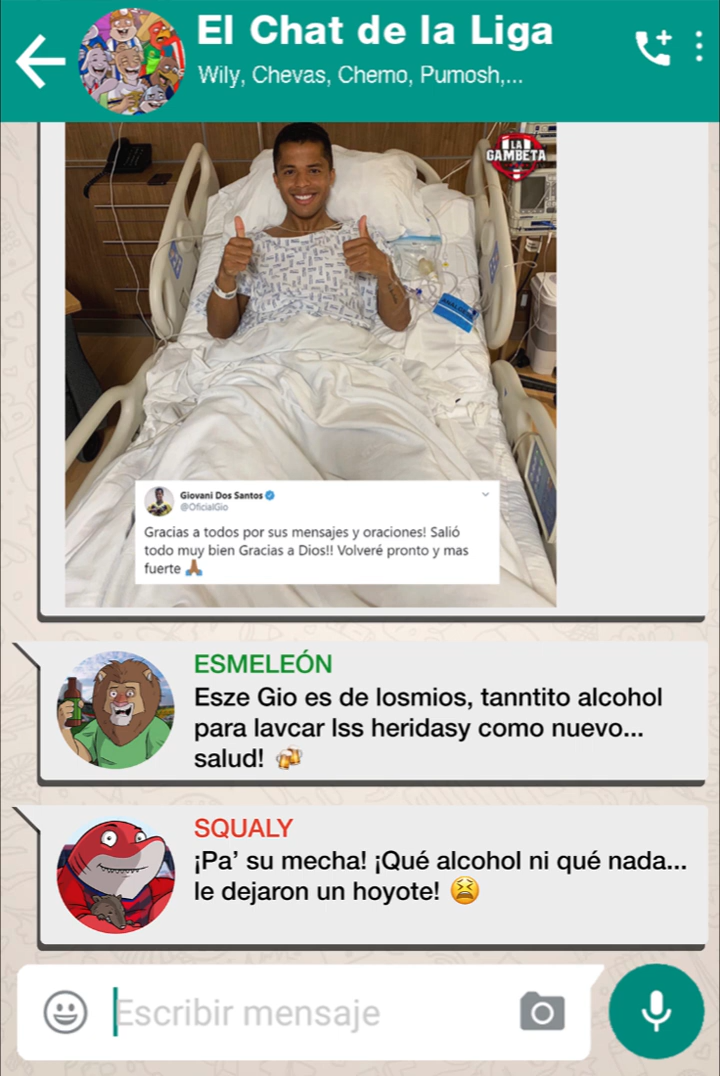 El Chat de la Liga
Wily, Chevas, Chemo, Pumosh,...
LA
GAMBETA
Giovani Dos Santos
@OficialGio
Gracias a todos por sus mensajes y oraciones! Salió
todo muy bien Gracias a Dios!! Volveré pronto y mas
fuerte 🙏🏾
ESMELEÓN
Esze Gio es de losmios, tanntito alcohol
para lavcar lss heridasy como nuevo...
salud! 🍻
SQUALY
¡Pa’ su mecha! ¡Qué alcohol ni qué nada...
le dejaron un hoyote! 😫
Escribir mensaje